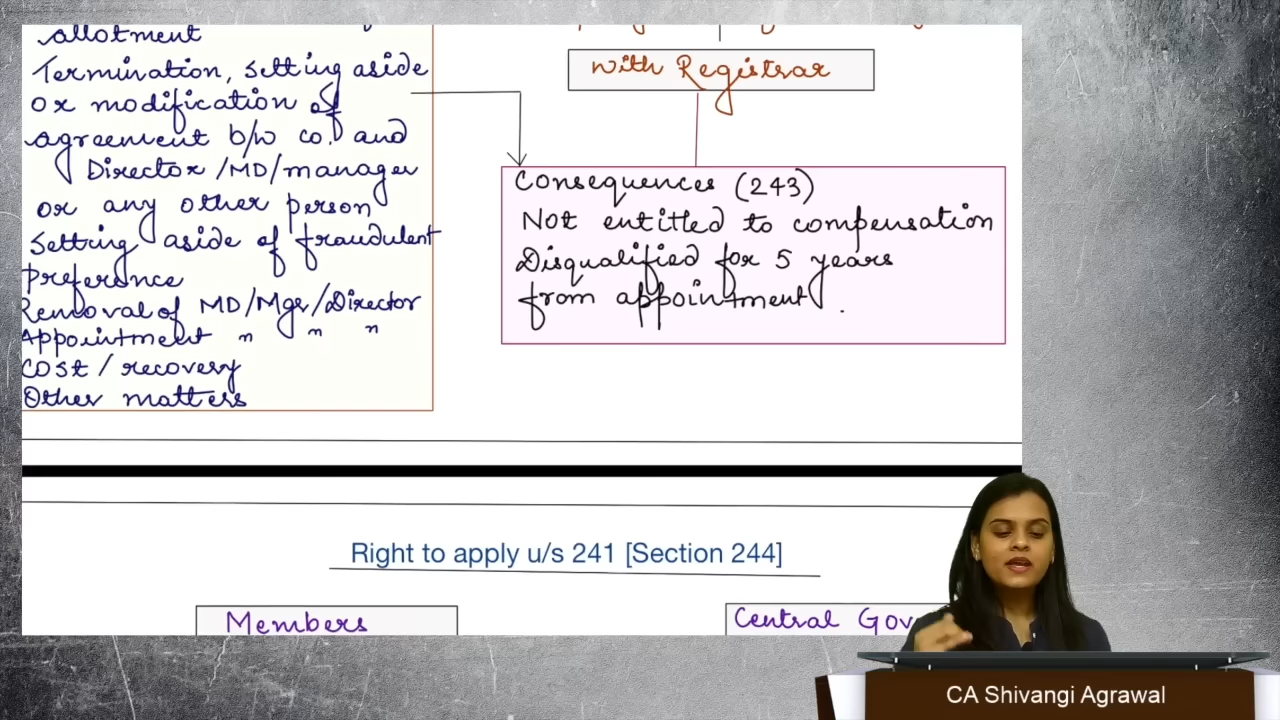 allotment
Termination, setting aside
or modification of
agreement b/w co. and
Director /MD/manager
or any other person
Setting aside of fraudulent
preference
Removal of MD/Mgr/Director
Appointment " " "
Cost / recovery
Other matters
with Registrar
Consequences (243)
Not entitled to compensation
Disqualified for 5 years
from appointment.
Right to apply u/s 241 [Section 244]
Members
Central Gov
CA Shivangi Agrawal